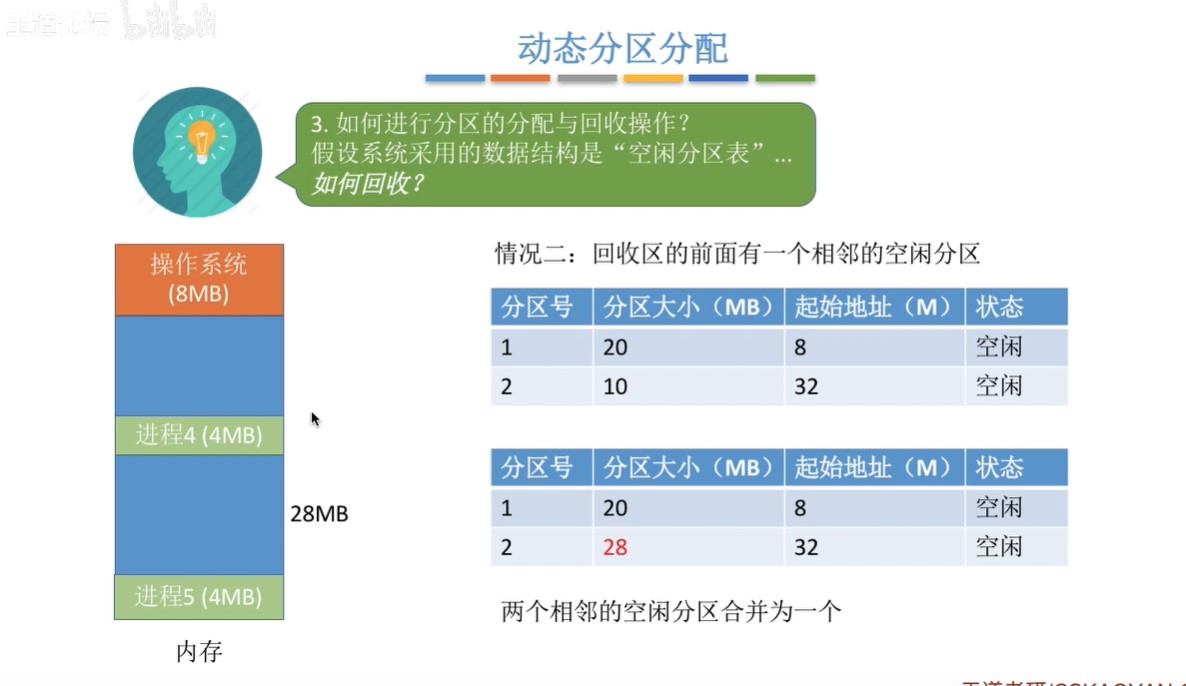 王道论坛 bilibili
动态分区分配
3. 如何进行分区的分配与回收操作？
假设系统采用的数据结构是“空闲分区表”...
如何回收？
操作系统
(8MB)
进程4 (4MB)
28MB
进程5 (4MB)
内存
情况二：回收区的前面有一个相邻的空闲分区
分区号 分区大小（MB） 起始地址（M） 状态
1 20 8 空闲
2 10 32 空闲
分区号 分区大小（MB） 起始地址（M） 状态
1 20 8 空闲
2 28 32 空闲
两个相邻的空闲分区合并为一个